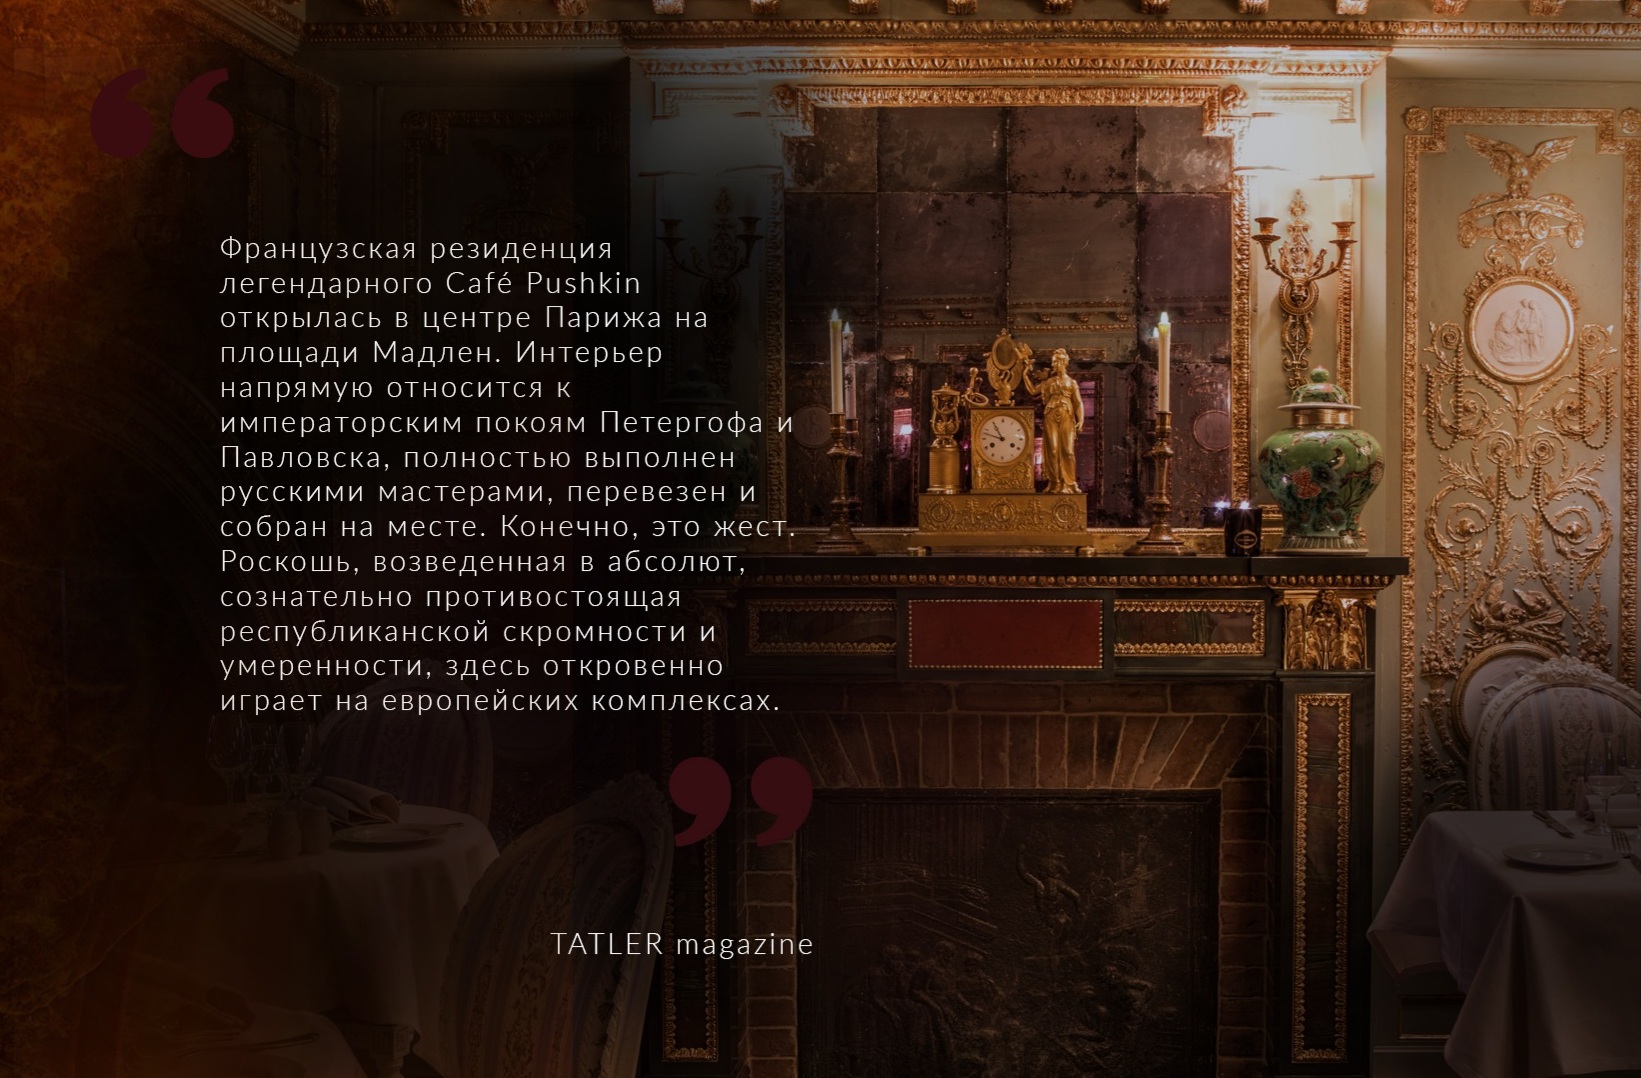 Французская резиденция
легендарного Café Pushkin
открылась в центре Парижа на
площади Мадлен. Интерьер
напрямую относится к
императорским покоям Петергофа и
Павловска, полностью выполнен
русскими мастерами, перевезен и
собран на месте. Конечно, это жест.
Роскошь, возведенная в абсолют,
сознательно противостоящая
республиканской скромности и
умеренности, здесь откровенно
играет на европейских комплексах.
TATLER magazine